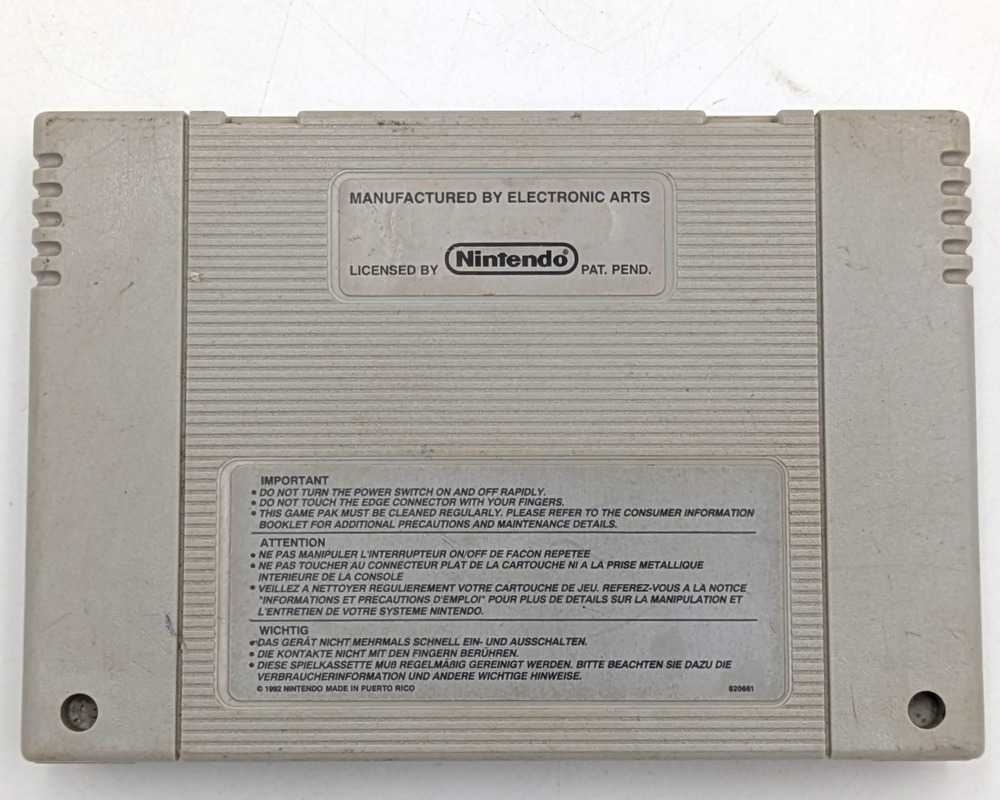 MANUFACTURED BY ELECTRONIC ARTS
LICENSED BY Nintendo® PAT. PEND.
IMPORTANT
• DO NOT TURN THE POWER SWITCH ON AND OFF RAPIDLY.
• DO NOT TOUCH THE EDGE CONNECTOR WITH YOUR FINGERS.
• THIS GAME PAK MUST BE CLEANED REGULARLY. PLEASE REFER TO THE CONSUMER INFORMATION
BOOKLET FOR ADDITIONAL PRECAUTIONS AND MAINTENANCE DETAILS.
ATTENTION
• NE PAS MANIPULER L'INTERRUPTEUR ON/OFF DE FACON REPETEE
• NE PAS TOUCHER AU CONNECTEUR PLAT DE LA CARTOUCHE NI A LA PRISE METALLIQUE
INTERIEURE DE LA CONSOLE
• VEILLEZ A NETTOYER REGULIEREMENT VOTRE CARTOUCHE DE JEU. REFEREZ-VOUS A LA NOTICE
"INFORMATIONS ET PRECAUTIONS D'EMPLOI" POUR PLUS DE DETAILS SUR LA MANIPULATION ET
L'ENTRETIEN DE VOTRE SYSTEME NINTENDO.
WICHTIG
• DAS GERÄT NICHT MEHRMALS SCHNELL EIN- UND AUSSCHALTEN.
• DIE KONTAKTE NICHT MIT DEN FINGERN BERÜHREN.
• DIESE SPIELKASSETTE MUß REGELMÄßIG GEREINIGT WERDEN. BITTE BEACHTEN SIE DAZU DIE
VERBRAUCHERINFORMATION UND ANDERE WICHTIGE HINWEISE.
© 1992 NINTENDO MADE IN PUERTO RICO 820661